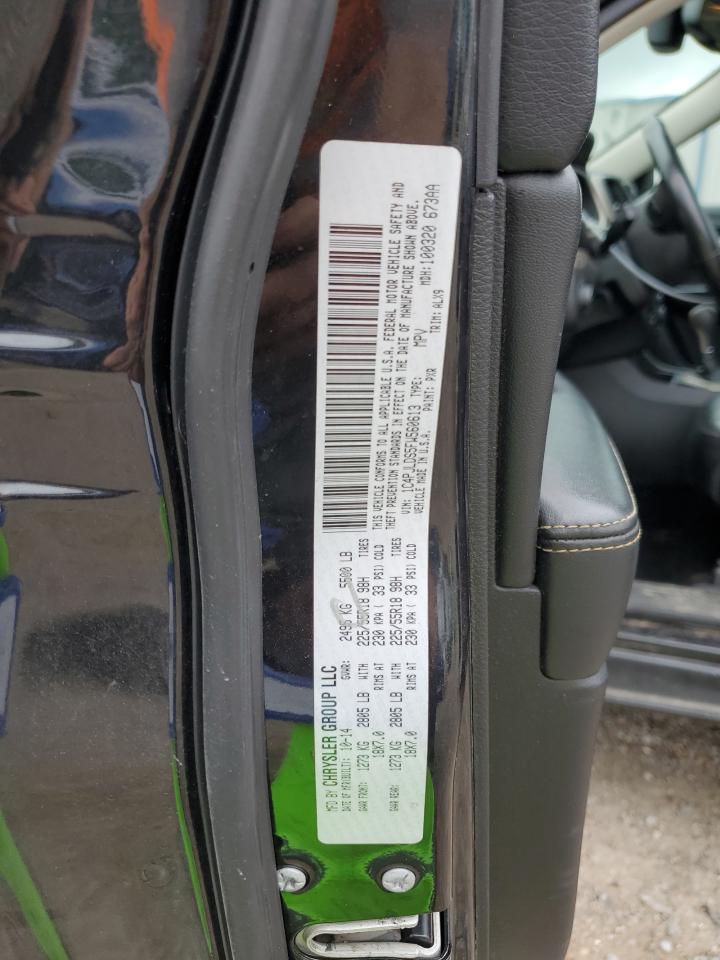 MFD BY CHRYSLER GROUP LLC
DATE OF MFR(BUILT): 10-14 GVWR: 2495 KG 5500 LB
GAWR FRONT: 1273 KG 2805 LB WITH 225/55R18 98H TIRES
18X7.0 RIMS AT 230 KPA ( 33 PSI) COLD
GAWR REAR: 1273 KG 2805 LB WITH 225/55R18 98H TIRES
18X7.0 RIMS AT 230 KPA ( 33 PSI) COLD
THIS VEHICLE CONFORMS TO ALL APPLICABLE U.S.A. FEDERAL MOTOR VEHICLE SAFETY AND
THEFT PREVENTION STANDARDS IN EFFECT ON THE DATE OF MANUFACTURE SHOWN ABOVE.
VIN: 1C4PJLDS5FW560613 TYPE: MPV MDH: 100320 673AA
VEHICLE MADE IN U.S.A. PAINT: PXR TRIM: ALX9